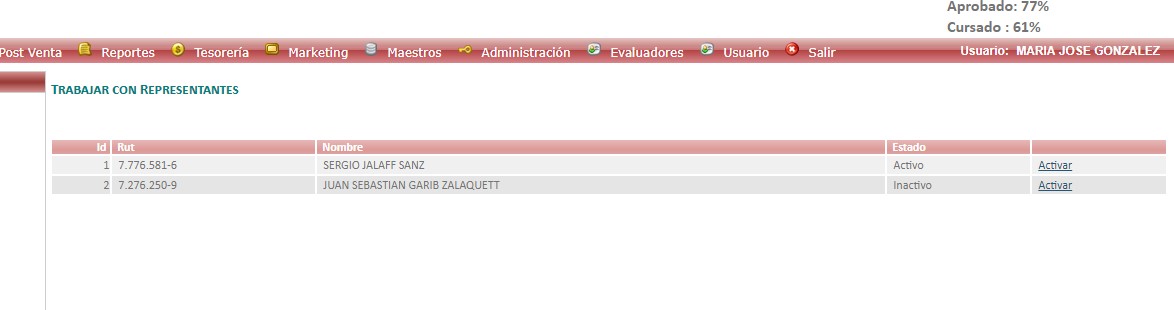 Aprobado: 77%
Cursado : 61%
Post Venta Reportes Tesorería Marketing Maestros Administración Evaluadores Usuario Salir Usuario: MARIA JOSE GONZALEZ
TRABAJAR CON REPRESENTANTES
Id Rut Nombre Estado
1 7.776.581-6 SERGIO JALAFF SANZ Activo Activar
2 7.276.250-9 JUAN SEBASTIAN GARIB ZALAQUETT Inactivo Activar